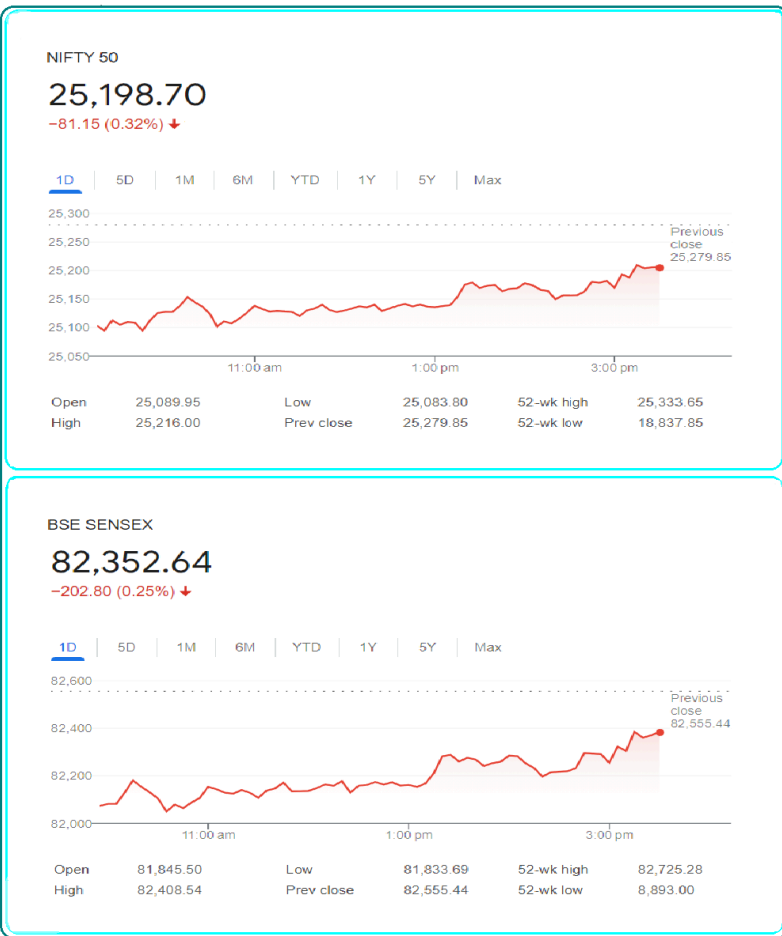 NIFTY 50
25,198.70
−81.15 (0.32%) ↓
1D 5D 1M 6M YTD 1Y 5Y Max
25,300
Previous
25,250
close
25,279.85
25,200
25,150
25,100
25,050
11:00 am 1:00 pm 3:00 pm
Open 25,089.95 Low 25,083.80 52-wk high 25,333.65
High 25,216.00 Prev close 25,279.85 52-wk low 18,837.85
BSE SENSEX
82,352.64
−202.80 (0.25%) ↓
1D 5D 1M 6M YTD 1Y 5Y Max
82,600
Previous
close
82,555.44
82,400
82,200
82,000
11:00 am 1:00 pm 3:00 pm
Open 81,845.50 Low 81,833.69 52-wk high 82,725.28
High 82,408.54 Prev close 82,555.44 52-wk low 8,893.00